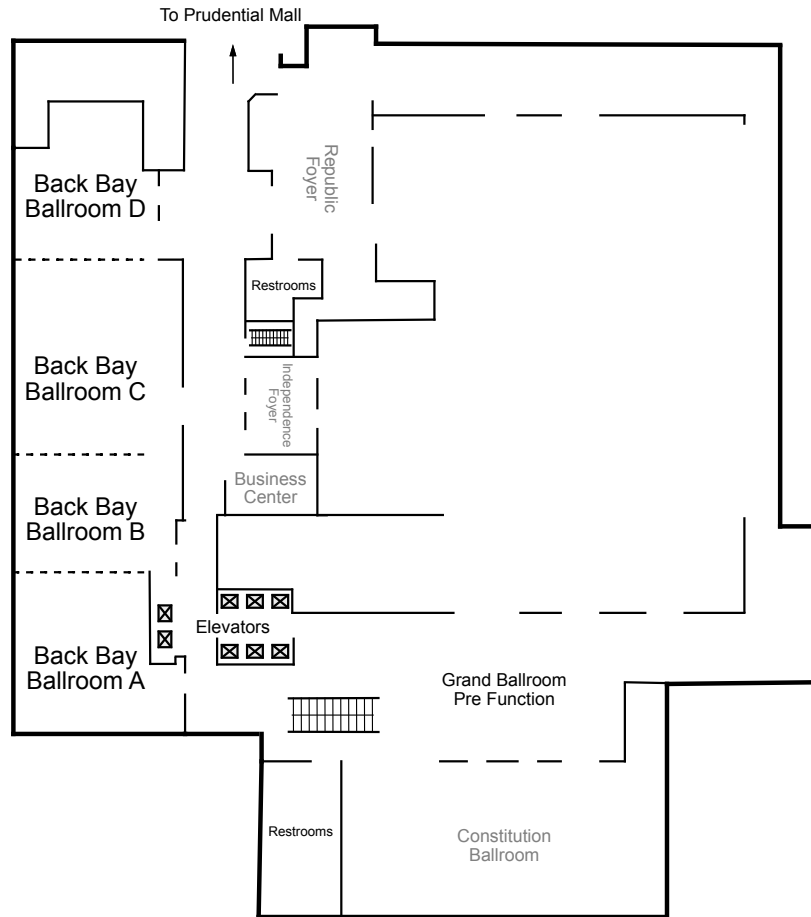 To Prudential Mall
Republic
Foyer
Back Bay
Ballroom D
Restrooms
Back Bay
Ballroom C
Independence
Foyer
Business
Center
Back Bay
Ballroom B
Elevators
Back Bay
Ballroom A
Grand Ballroom
Pre Function
Restrooms
Constitution
Ballroom